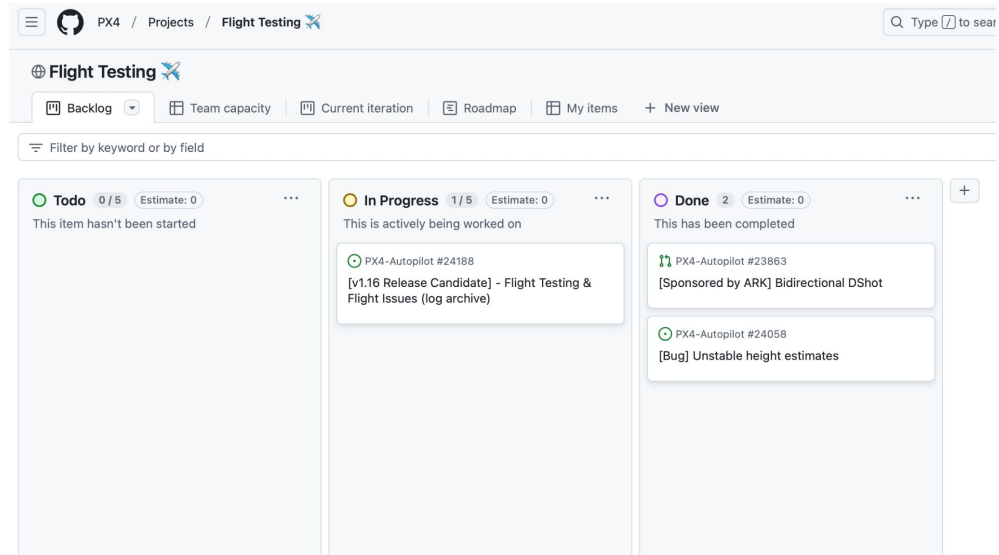 PX4 / Projects / Flight Testing ✈️
Type / to sear
Flight Testing ✈️
Backlog
Team capacity
Current iteration
Roadmap
My items
+ New view
Filter by keyword or by field
Todo 0 / 5 Estimate: 0 ...
This item hasn't been started
In Progress 1 / 5 Estimate: 0 ...
This is actively being worked on
PX4-Autopilot #24188
[v1.16 Release Candidate] - Flight Testing &
Flight Issues (log archive)
Done 2 Estimate: 0 ...
This has been completed
PX4-Autopilot #23863
[Sponsored by ARK] Bidirectional DShot
PX4-Autopilot #24058
[Bug] Unstable height estimates
+